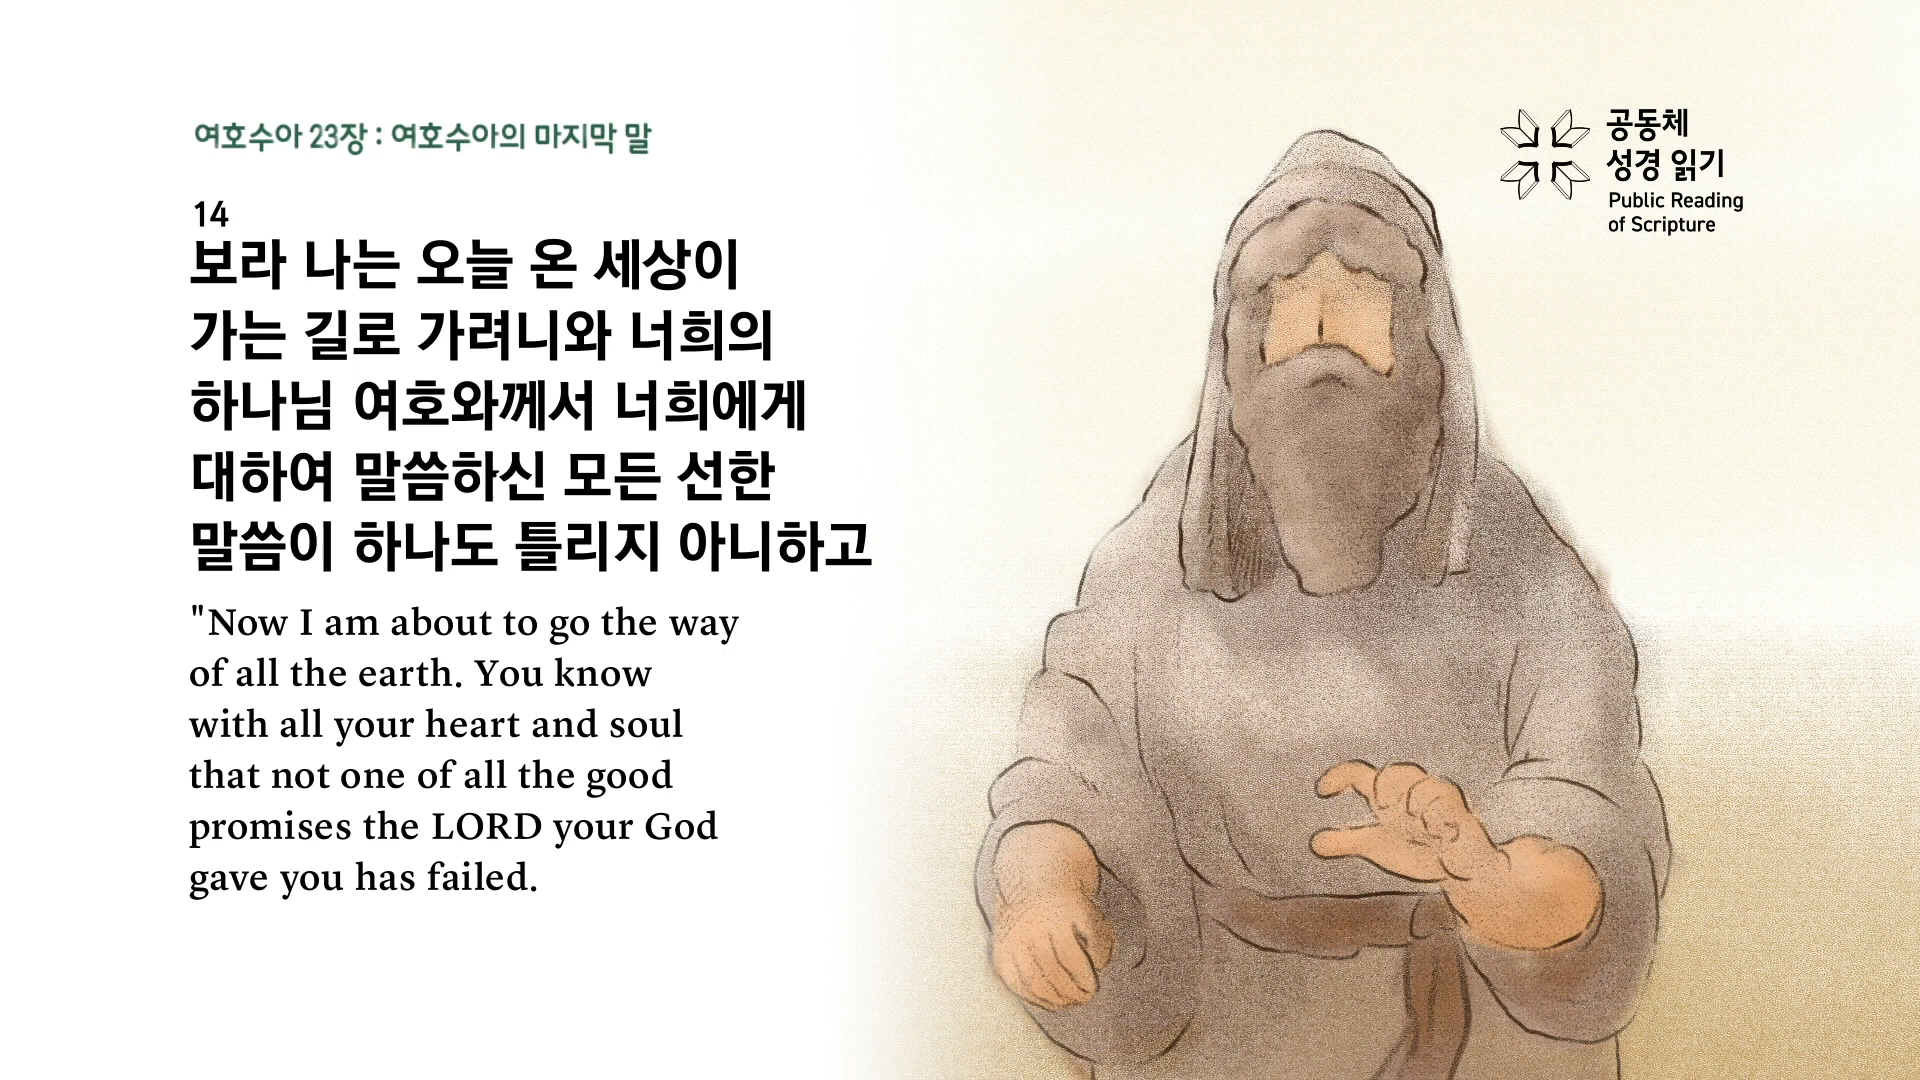 여호수아 23장 : 여호수아의 마지막 말
14
보라 나는 오늘 온 세상이
가는 길로 가려니와 너희의
하나님 여호와께서 너희에게
대하여 말씀하신 모든 선한
말씀이 하나도 틀리지 아니하고
"Now I am about to go the way
of all the earth. You know
with all your heart and soul
that not one of all the good
promises the LORD your God
gave you has failed.
공동체
성경 읽기
Public Reading
of Scripture